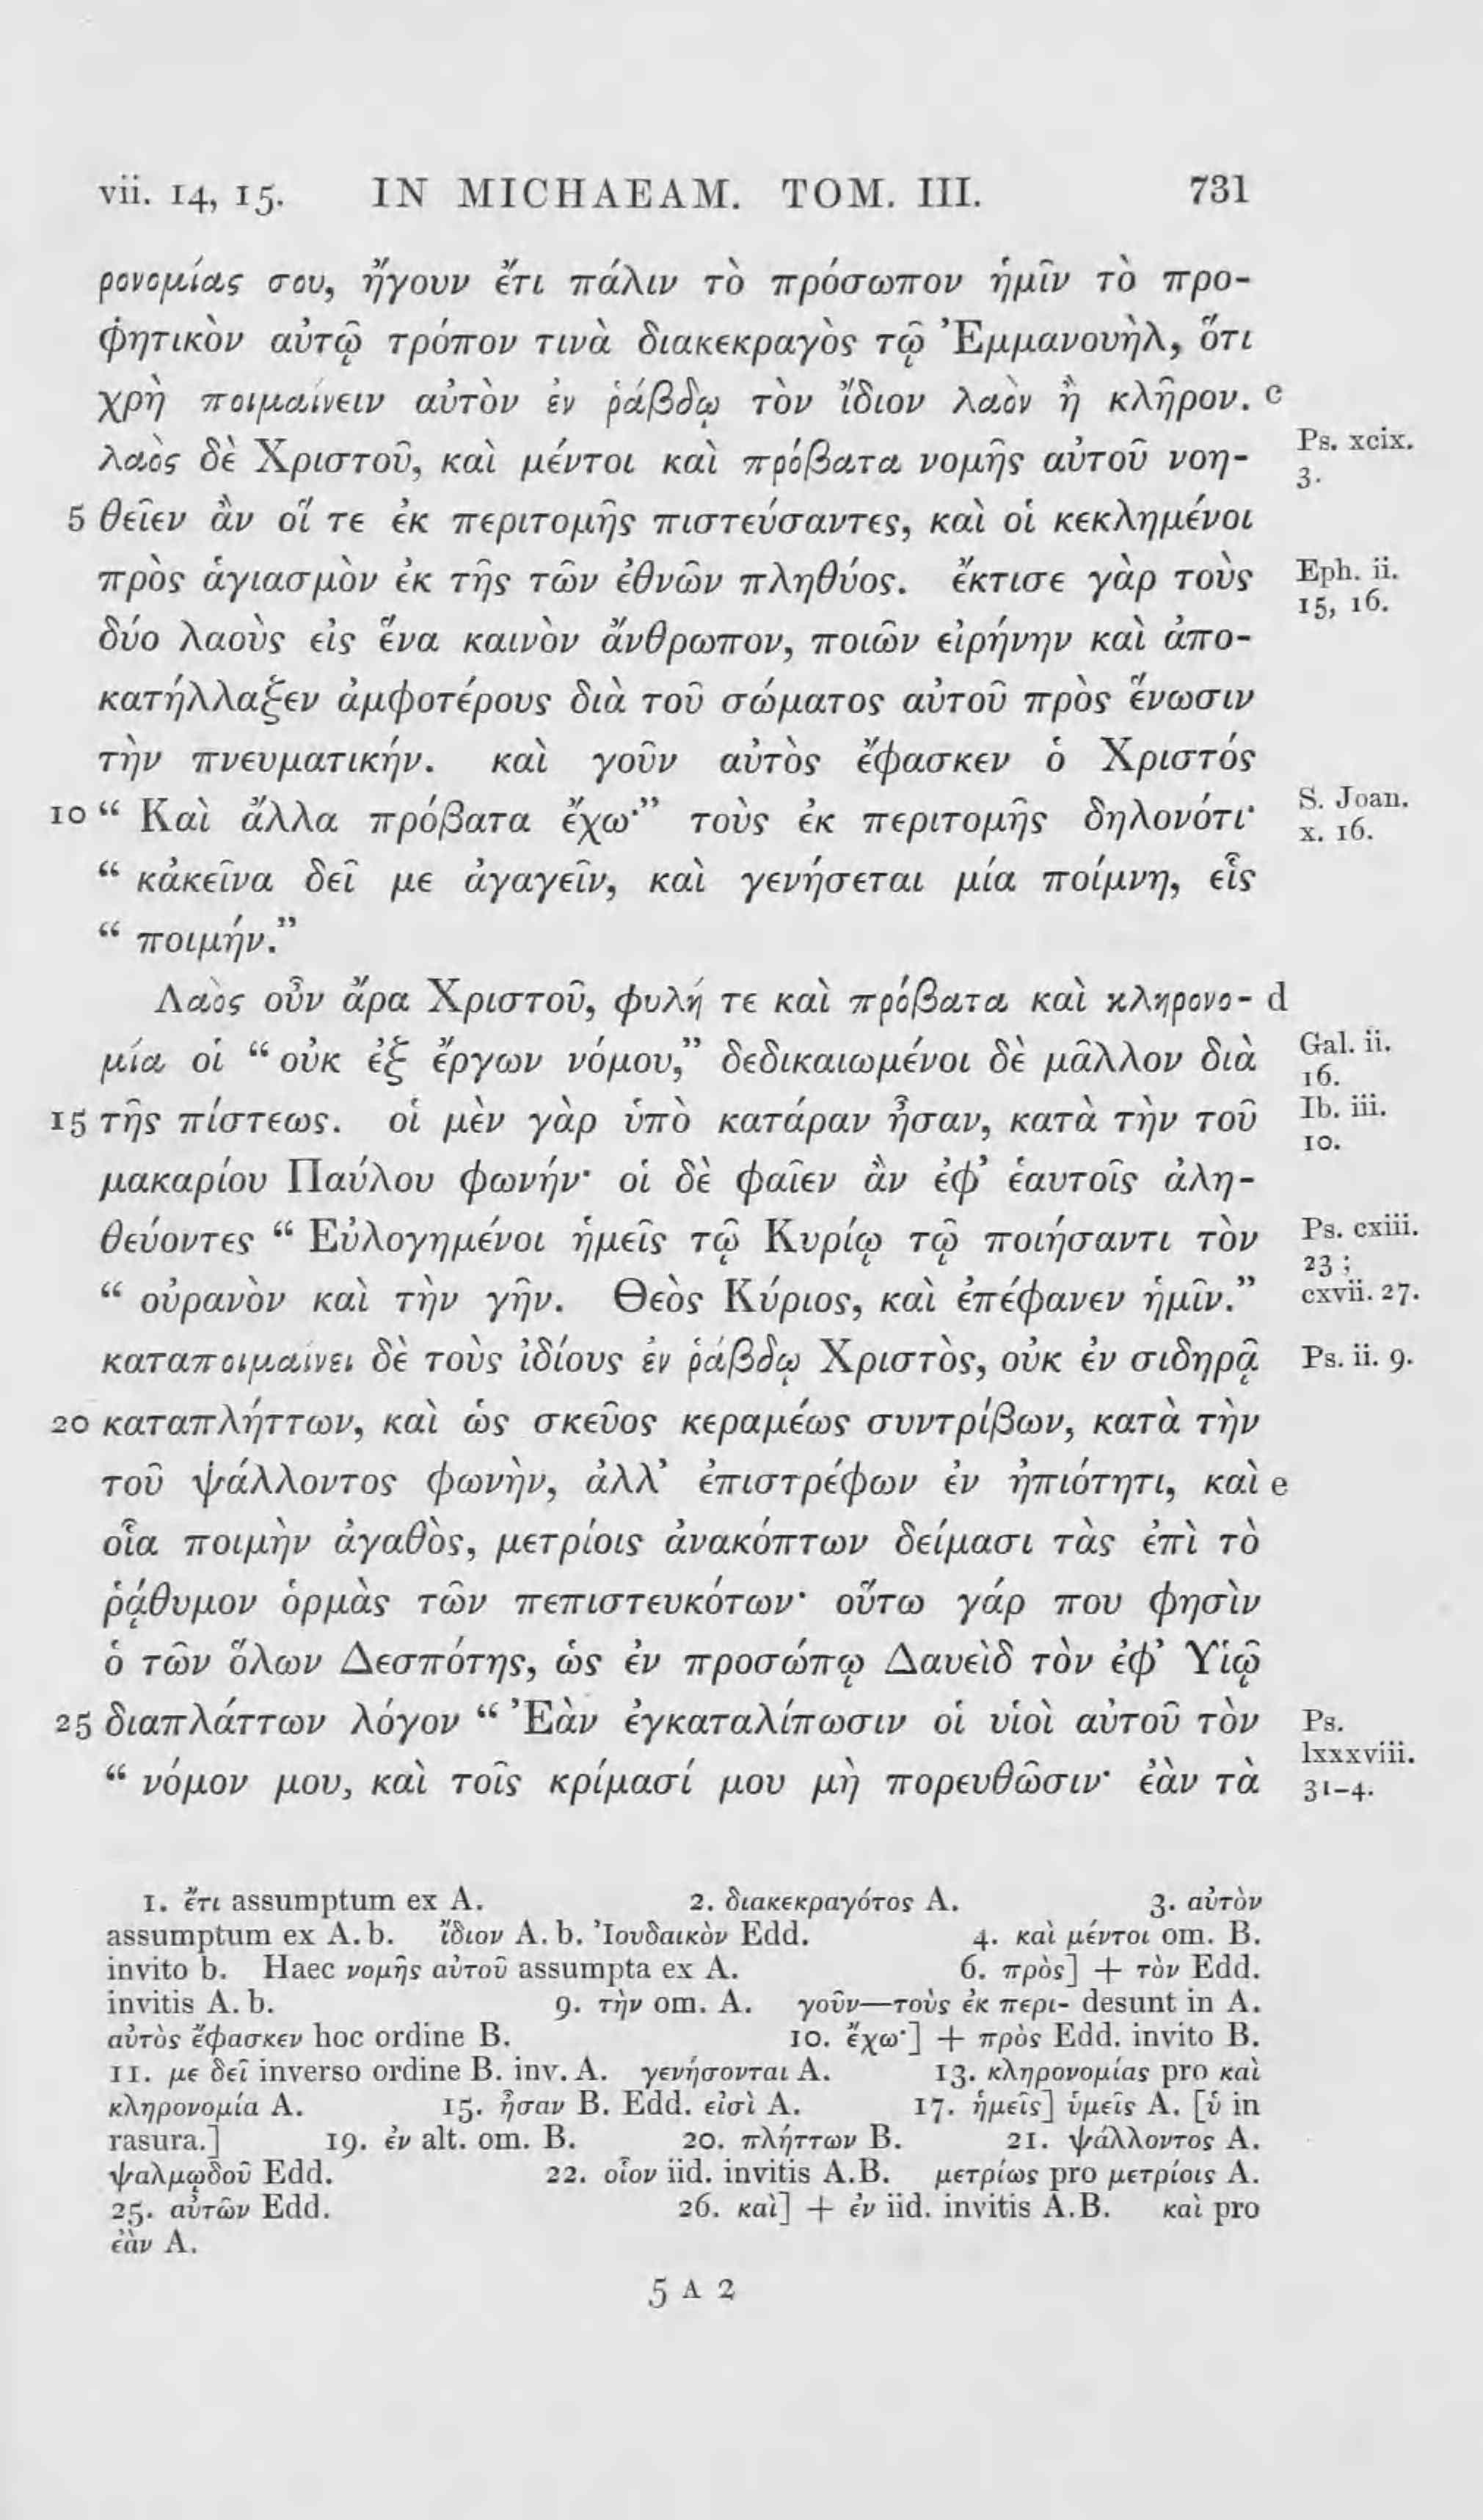 vii. 14, 15. IN MICHAEAM. TOM. III. 731
ρονομίας σου, ἤγουν ἔτι πάλιν τὸ πρόσωπον ἡμῖν τὸ προ-
φητικὸν αὐτῷ τρόπον τινὰ διακεκραγὸς τῷ Ἐμμανουὴλ, ὅτι
χρὴ ποιμαίνειν αὐτὸν ἐν ῥάβδῳ τὸν ἴδιον λαὸν ἢ κλῆρον. c
λαὸς δὲ Χριστοῦ, καὶ μέντοι καὶ πρόβατα νομῆς αὐτοῦ νοη- Ps. xcix. 3.
5 θεῖεν ἂν οἵ τε ἐκ περιτομῆς πιστεύσαντες, καὶ οἱ κεκλημένοι
πρὸς ἁγιασμὸν ἐκ τῆς τῶν ἐθνῶν πληθύος. ἔκτισε γὰρ τοὺς Eph. ii. 15, 16.
δύο λαοὺς εἰς ἕνα καινὸν ἄνθρωπον, ποιῶν εἰρήνην καὶ ἀπο-
κατήλλαξεν ἀμφοτέρους διὰ τοῦ σώματος αὐτοῦ πρὸς ἕνωσιν
τὴν πνευματικήν. καὶ γοῦν αὐτὸς ἔφασκεν ὁ Χριστός
10 “ Καὶ ἄλλα πρόβατα ἔχω·” τοὺς ἐκ περιτομῆς δηλονότι· S. Joan. x. 16.
“ κἀκεῖνα δεῖ με ἀγαγεῖν, καὶ γενήσεται μία ποίμνη, εἷς
“ ποιμήν.”
Λαὸς οὖν ἄρα Χριστοῦ, φυλή τε καὶ πρόβατα καὶ κληρονο- d
μία οἱ “ οὐκ ἐξ ἔργων νόμου,” δεδικαιωμένοι δὲ μᾶλλον διὰ Gal. ii. 16.
15 τῆς πίστεως. οἱ μὲν γὰρ ὑπὸ κατάραν ἦσαν, κατὰ τὴν τοῦ Ib. iii. 10.
μακαρίου Παύλου φωνήν· οἱ δὲ φαῖεν ἂν ἐφ’ ἑαυτοῖς ἀλη-
θεύοντες “ Εὐλογημένοι ἡμεῖς τῷ Κυρίῳ τῷ ποιήσαντι τὸν Ps. cxiii. 23 ;
“ οὐρανὸν καὶ τὴν γῆν. Θεὸς Κύριος, καὶ ἐπέφανεν ἡμῖν.” cxvii. 27.
καταποιμαίνει δὲ τοὺς ἰδίους ἐν ῥάβδῳ Χριστὸς, οὐκ ἐν σιδηρᾷ Ps. ii. 9.
20 καταπλήττων, καὶ ὡς σκεῦος κεραμέως συντρίβων, κατὰ τὴν
τοῦ ψάλλοντος φωνὴν, ἀλλ’ ἐπιστρέφων ἐν ἠπιότητι, καὶ e
οἷα ποιμὴν ἀγαθὸς, μετρίοις ἀνακόπτων δείμασι τὰς ἐπὶ τὸ
ῥᾴθυμον ὁρμὰς τῶν πεπιστευκότων· οὕτω γάρ που φησὶν
ὁ τῶν ὅλων Δεσπότης, ὡς ἐν προσώπῳ Δαυεὶδ τὸν ἐφ’ Υἱῷ
25 διαπλάττων λόγον “ Ἐὰν ἐγκαταλίπωσιν οἱ υἱοὶ αὐτοῦ τὸν Ps. lxxxviii.
“ νόμον μου, καὶ τοῖς κρίμασί μου μὴ πορευθῶσιν· ἐὰν τὰ 31-4.
1. ἔτι assumptum ex A. 2. διακεκραγότος A. 3. αὐτὸν
assumptum ex A. b. ἴδιον A. b. Ἰουδαικὸν Edd. 4. καὶ μέντοι om. B.
invito b. Haec νομῆς αὐτοῦ assumpta ex A. 6. πρὸς] + τὸν Edd.
invitis A. b. 9. τὴν om. A. γοῦν—τοὺς ἐκ περι- desunt in A.
αὐτὸς ἔφασκεν hoc ordine B. 10. ἔχω·] + πρὸς Edd. invito B.
11. με δεῖ inverso ordine B. inv. A. γενήσονται A. 13. κληρονομίας pro καὶ
κληρονομία A. 15. ἦσαν B. Edd. εἰσὶ A. 17. ἡμεῖς] ὑμεῖς A. [ὑ in
rasura.] 19. ἐν alt. om. B. 20. πλήττων B. 21. ψάλλοντος A.
ψαλμῳδοῦ Edd. 22. οἷον iid. invitis A.B. μετρίως pro μετρίοις A.
25. αὐτῶν Edd. 26. καὶ] + ἐν iid. invitis A.B. καὶ pro
ἐὰν A.
5 A 2